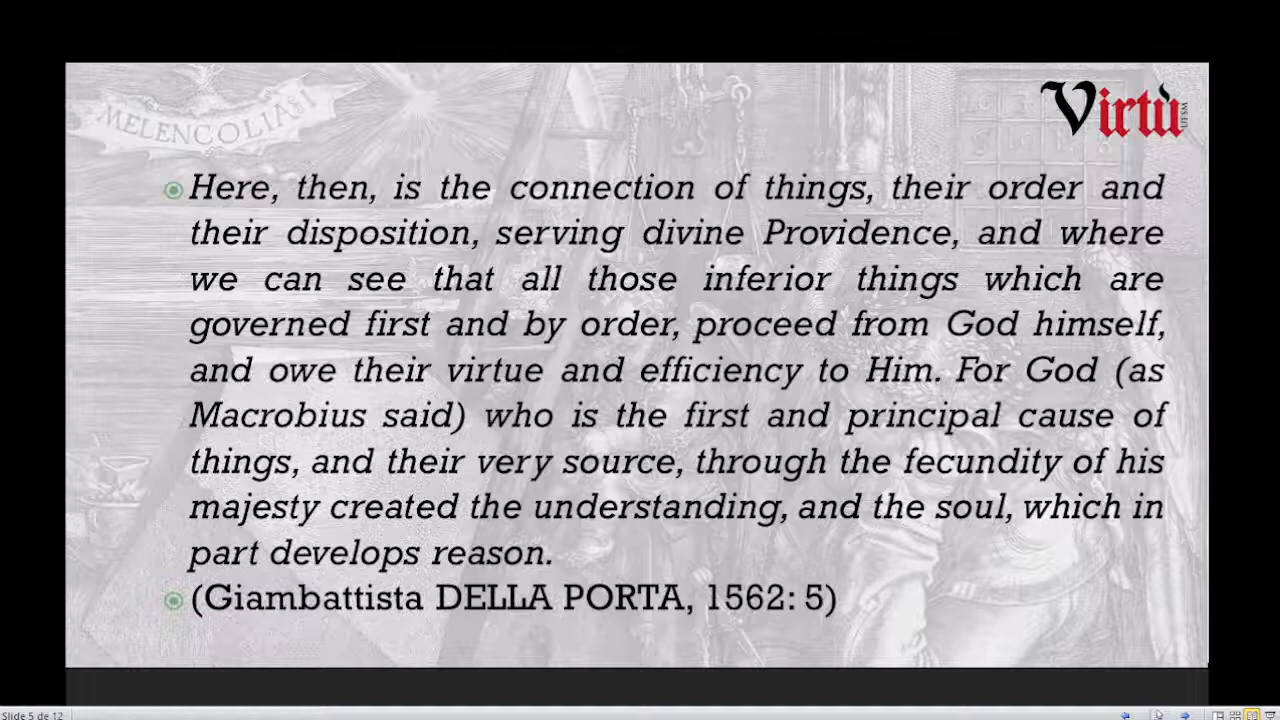 MELENCOLIA I
Virtù
UFSM
Here, then, is the connection of things, their order and
their disposition, serving divine Providence, and where
we can see that all those inferior things which are
governed first and by order, proceed from God himself,
and owe their virtue and efficiency to Him. For God (as
Macrobius said) who is the first and principal cause of
things, and their very source, through the fecundity of his
majesty created the understanding, and the soul, which in
part develops reason.
(Giambattista DELLA PORTA, 1562: 5)
Slide 5 de 12